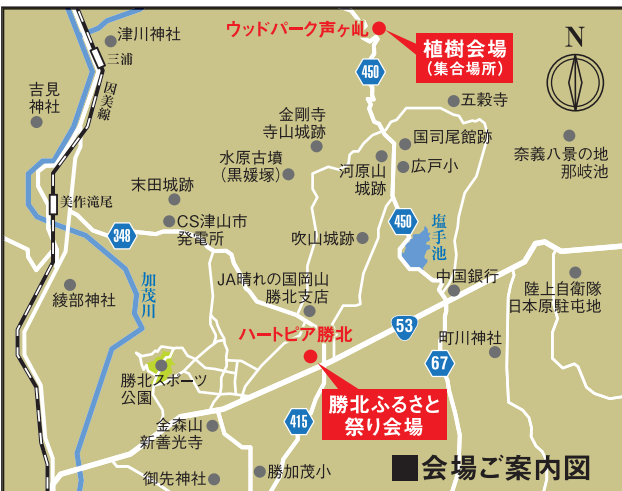 ウッドパーク声ヶ乢
植樹会場
（集合場所）
N
津川神社
三浦
因美線
450
吉見
神社
五穀寺
金剛寺
寺山城跡
国司尾館跡
奈義八景の地
那岐池
水原古墳
（黒媛塚）
河原山
城跡
広戸小
末田城跡
美作滝尾
CS津山市
発電所
348
450
塩手池
吹山城跡
加茂川
綾部神社
JA晴れの国岡山
勝北支店
中国銀行
陸上自衛隊
日本原駐屯地
53
ハートピア勝北
町川神社
67
勝北スポーツ
公園
勝北ふるさと
祭り会場
415
金森山
新善光寺
御先神社
勝加茂小
■会場ご案内図